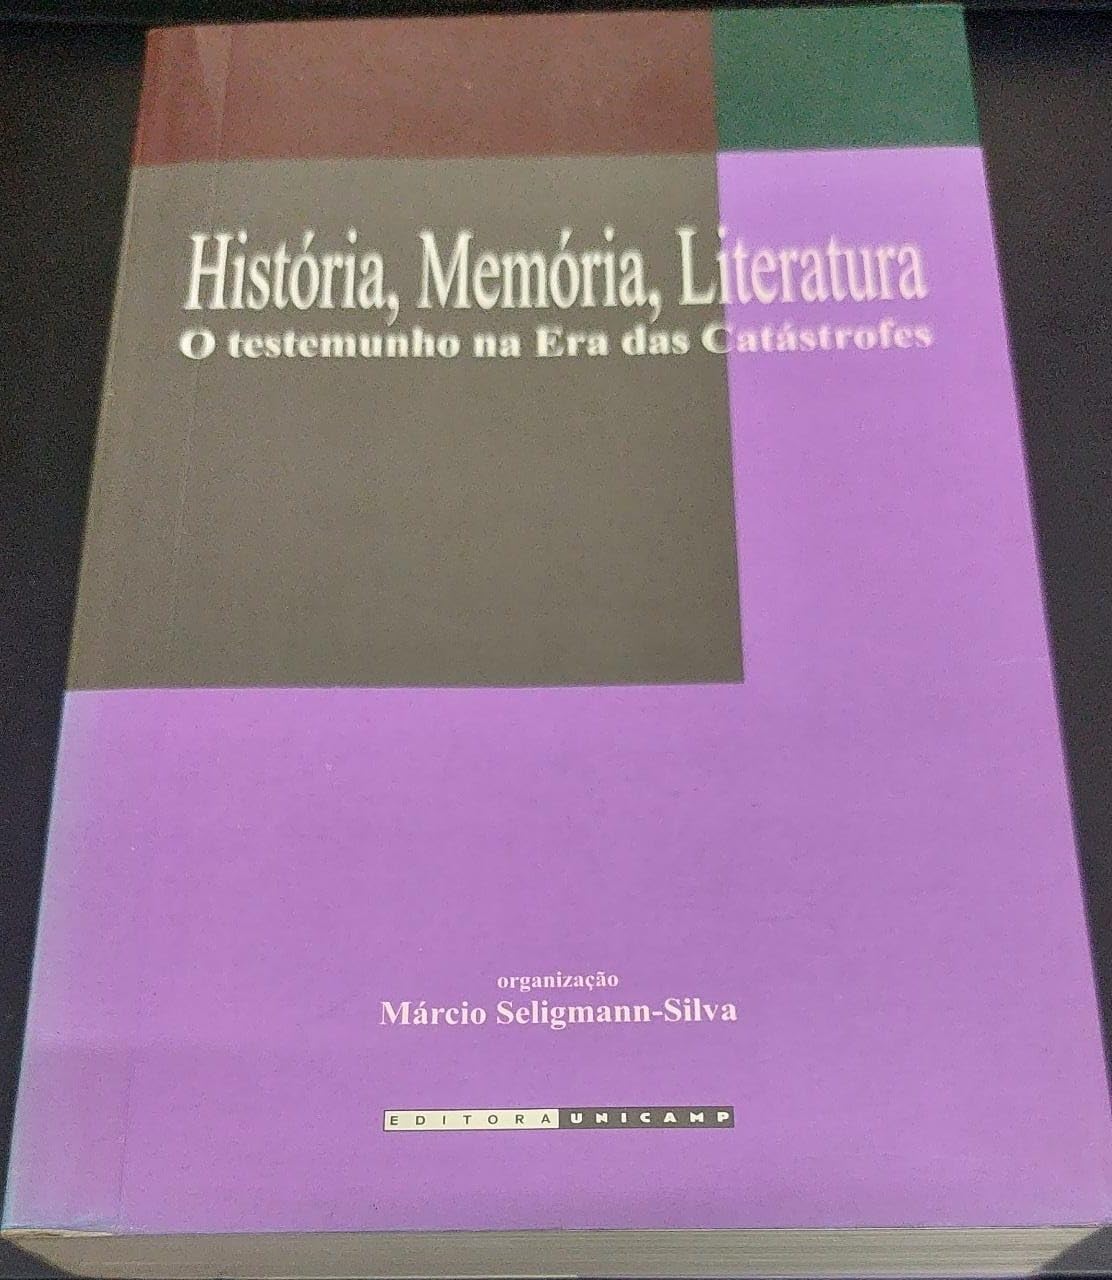 História, Memória, Literatura
O testemunho na Era das Catástrofes
organização
Márcio Seligmann-Silva
EDITORA UNICAMP